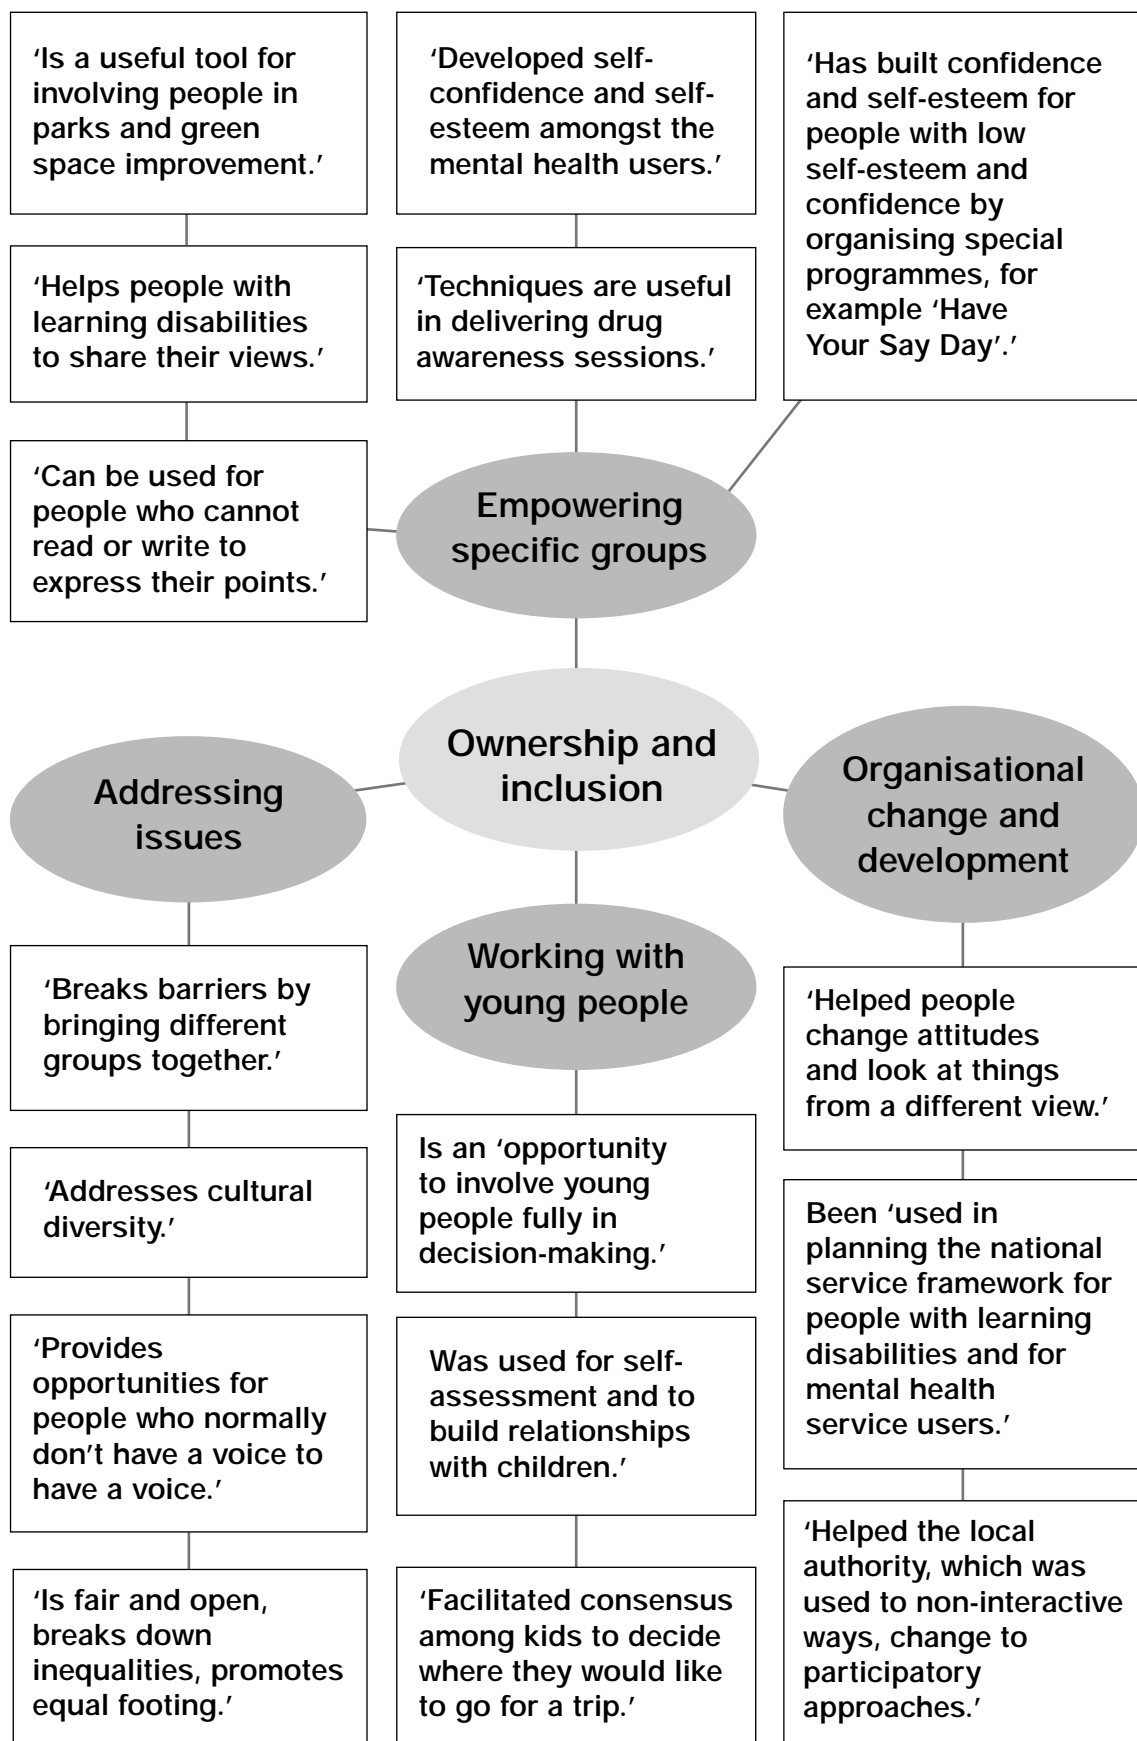 ‘Is a useful tool for
involving people in
parks and green
space improvement.’
‘Developed self-
confidence and self-
esteem amongst the
mental health users.’
‘Has built confidence
and self-esteem for
people with low
self-esteem and
confidence by
organising special
programmes, for
example ‘Have
Your Say Day’.’
‘Helps people with
learning disabilities
to share their views.’
‘Techniques are useful
in delivering drug
awareness sessions.’
‘Can be used for
people who cannot
read or write to
express their points.’
Empowering
specific groups
Ownership and
inclusion
Addressing
issues
Organisational
change and
development
Working with
young people
‘Breaks barriers by
bringing different
groups together.’
‘Addresses cultural
diversity.’
‘Provides
opportunities for
people who normally
don’t have a voice to
have a voice.’
‘Is fair and open,
breaks down
inequalities, promotes
equal footing.’
Is an ‘opportunity
to involve young
people fully in
decision-making.’
Was used for self-
assessment and to
build relationships
with children.’
‘Facilitated consensus
among kids to decide
where they would like
to go for a trip.’
‘Helped people
change attitudes
and look at things
from a different view.’
Been ‘used in
planning the national
service framework for
people with learning
disabilities and for
mental health
service users.’
‘Helped the local
authority, which was
used to non-interactive
ways, change to
participatory
approaches.’